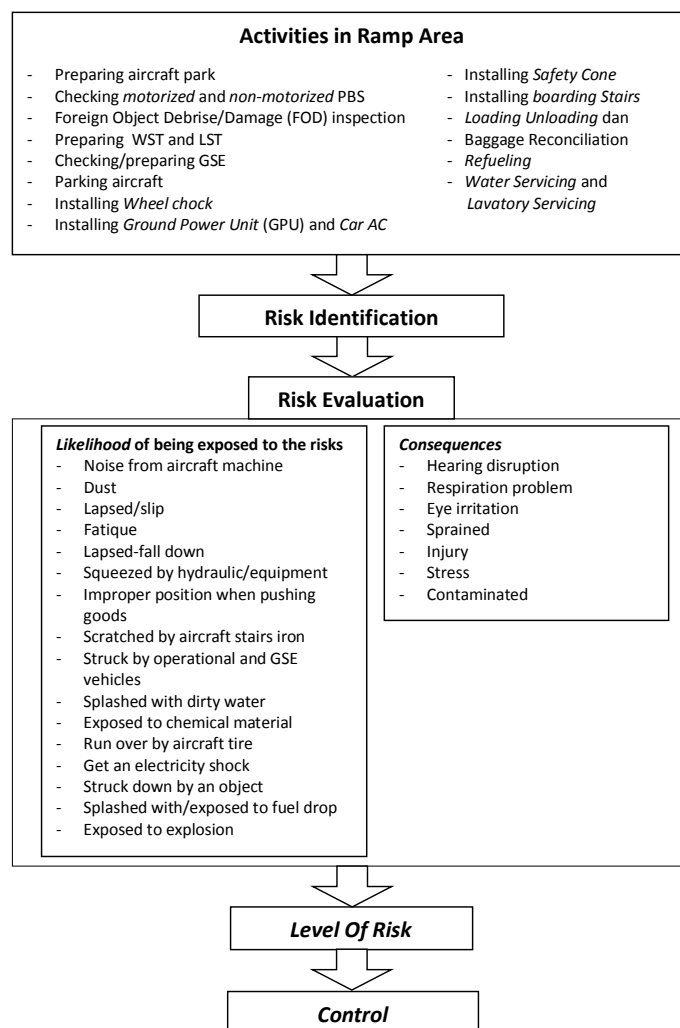 Activities in Ramp Area
- Preparing aircraft park
- Checking motorized and non-motorized PBS
- Foreign Object Debrise/Damage (FOD) inspection
- Preparing WST and LST
- Checking/preparing GSE
- Parking aircraft
- Installing Wheel chock
- Installing Ground Power Unit (GPU) and Car AC
- Installing Safety Cone
- Installing boarding Stairs
- Loading Unloading dan
- Baggage Reconciliation
- Refueling
- Water Servicing and
Lavatory Servicing
Risk Identification
Risk Evaluation
Likelihood of being exposed to the risks
- Noise from aircraft machine
- Dust
- Lapsed/slip
- Fatique
- Lapsed-fall down
- Squeezed by hydraulic/equipment
- Improper position when pushing
goods
- Scratched by aircraft stairs iron
- Struck by operational and GSE
vehicles
- Splashed with dirty water
- Exposed to chemical material
- Run over by aircraft tire
- Get an electricity shock
- Struck down by an object
- Splashed with/exposed to fuel drop
- Exposed to explosion
Consequences
- Hearing disruption
- Respiration problem
- Eye irritation
- Sprained
- Injury
- Stress
- Contaminated
Level Of Risk
Control